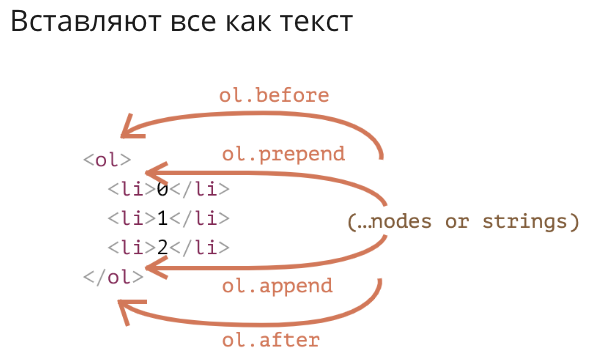 Вставляют все как текст
ol.before
<ol>
ol.prepend
<li>0</li>
<li>1</li>
(…nodes or strings)
<li>2</li>
</ol>
ol.append
ol.after